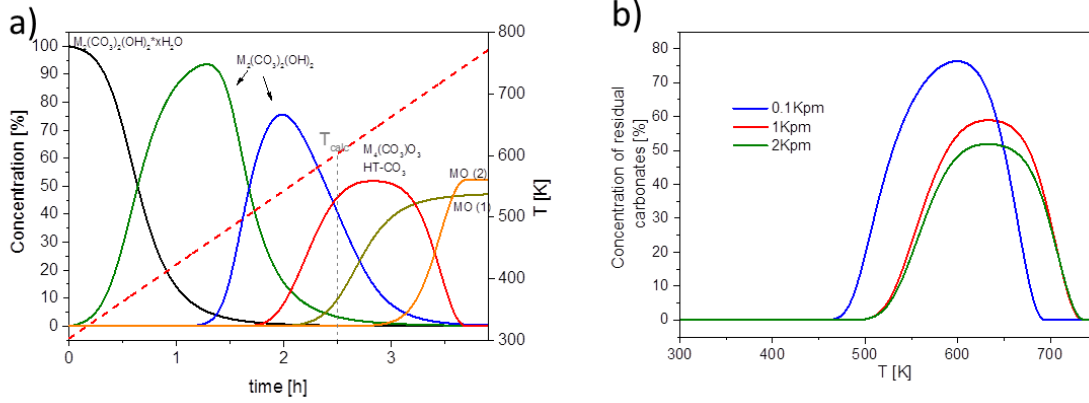 a)
M₂(CO₃)₂(OH)₂*xH₂O
M₂(CO₃)₂(OH)₂
T_calc
M₄(CO₃)O₃
HT-CO₃
MO (2)
MO (1)
Concentration [%]
100
90
80
70
60
50
40
30
20
10
0
0
1
2
3
time [h]
800
700
600
500
400
300
T [K]
b)
0.1Kpm
1Kpm
2Kpm
Concentration of residual
carbonates [%]
80
70
60
50
40
30
20
10
0
300
400
500
600
700
T [K]